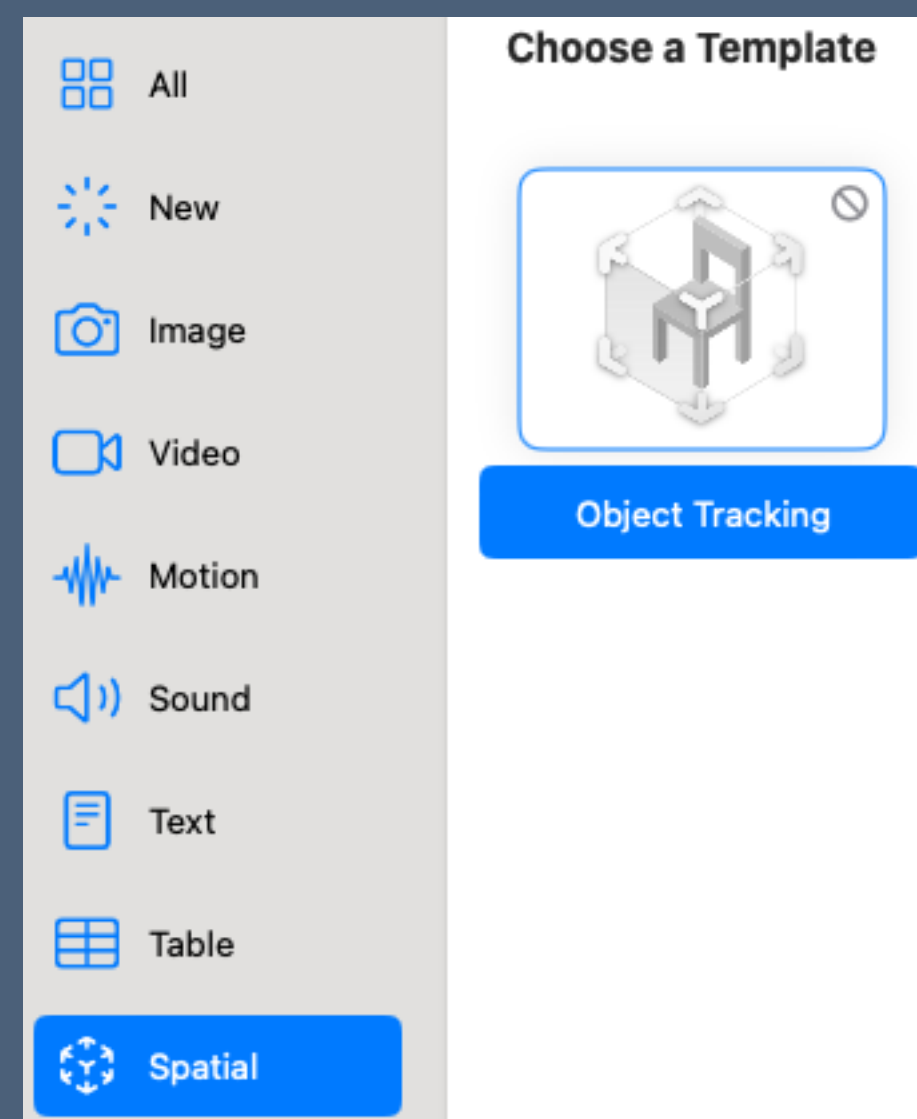 All
New
Image
Video
Motion
Sound
Text
Table
Spatial
Choose a Template
Object Tracking